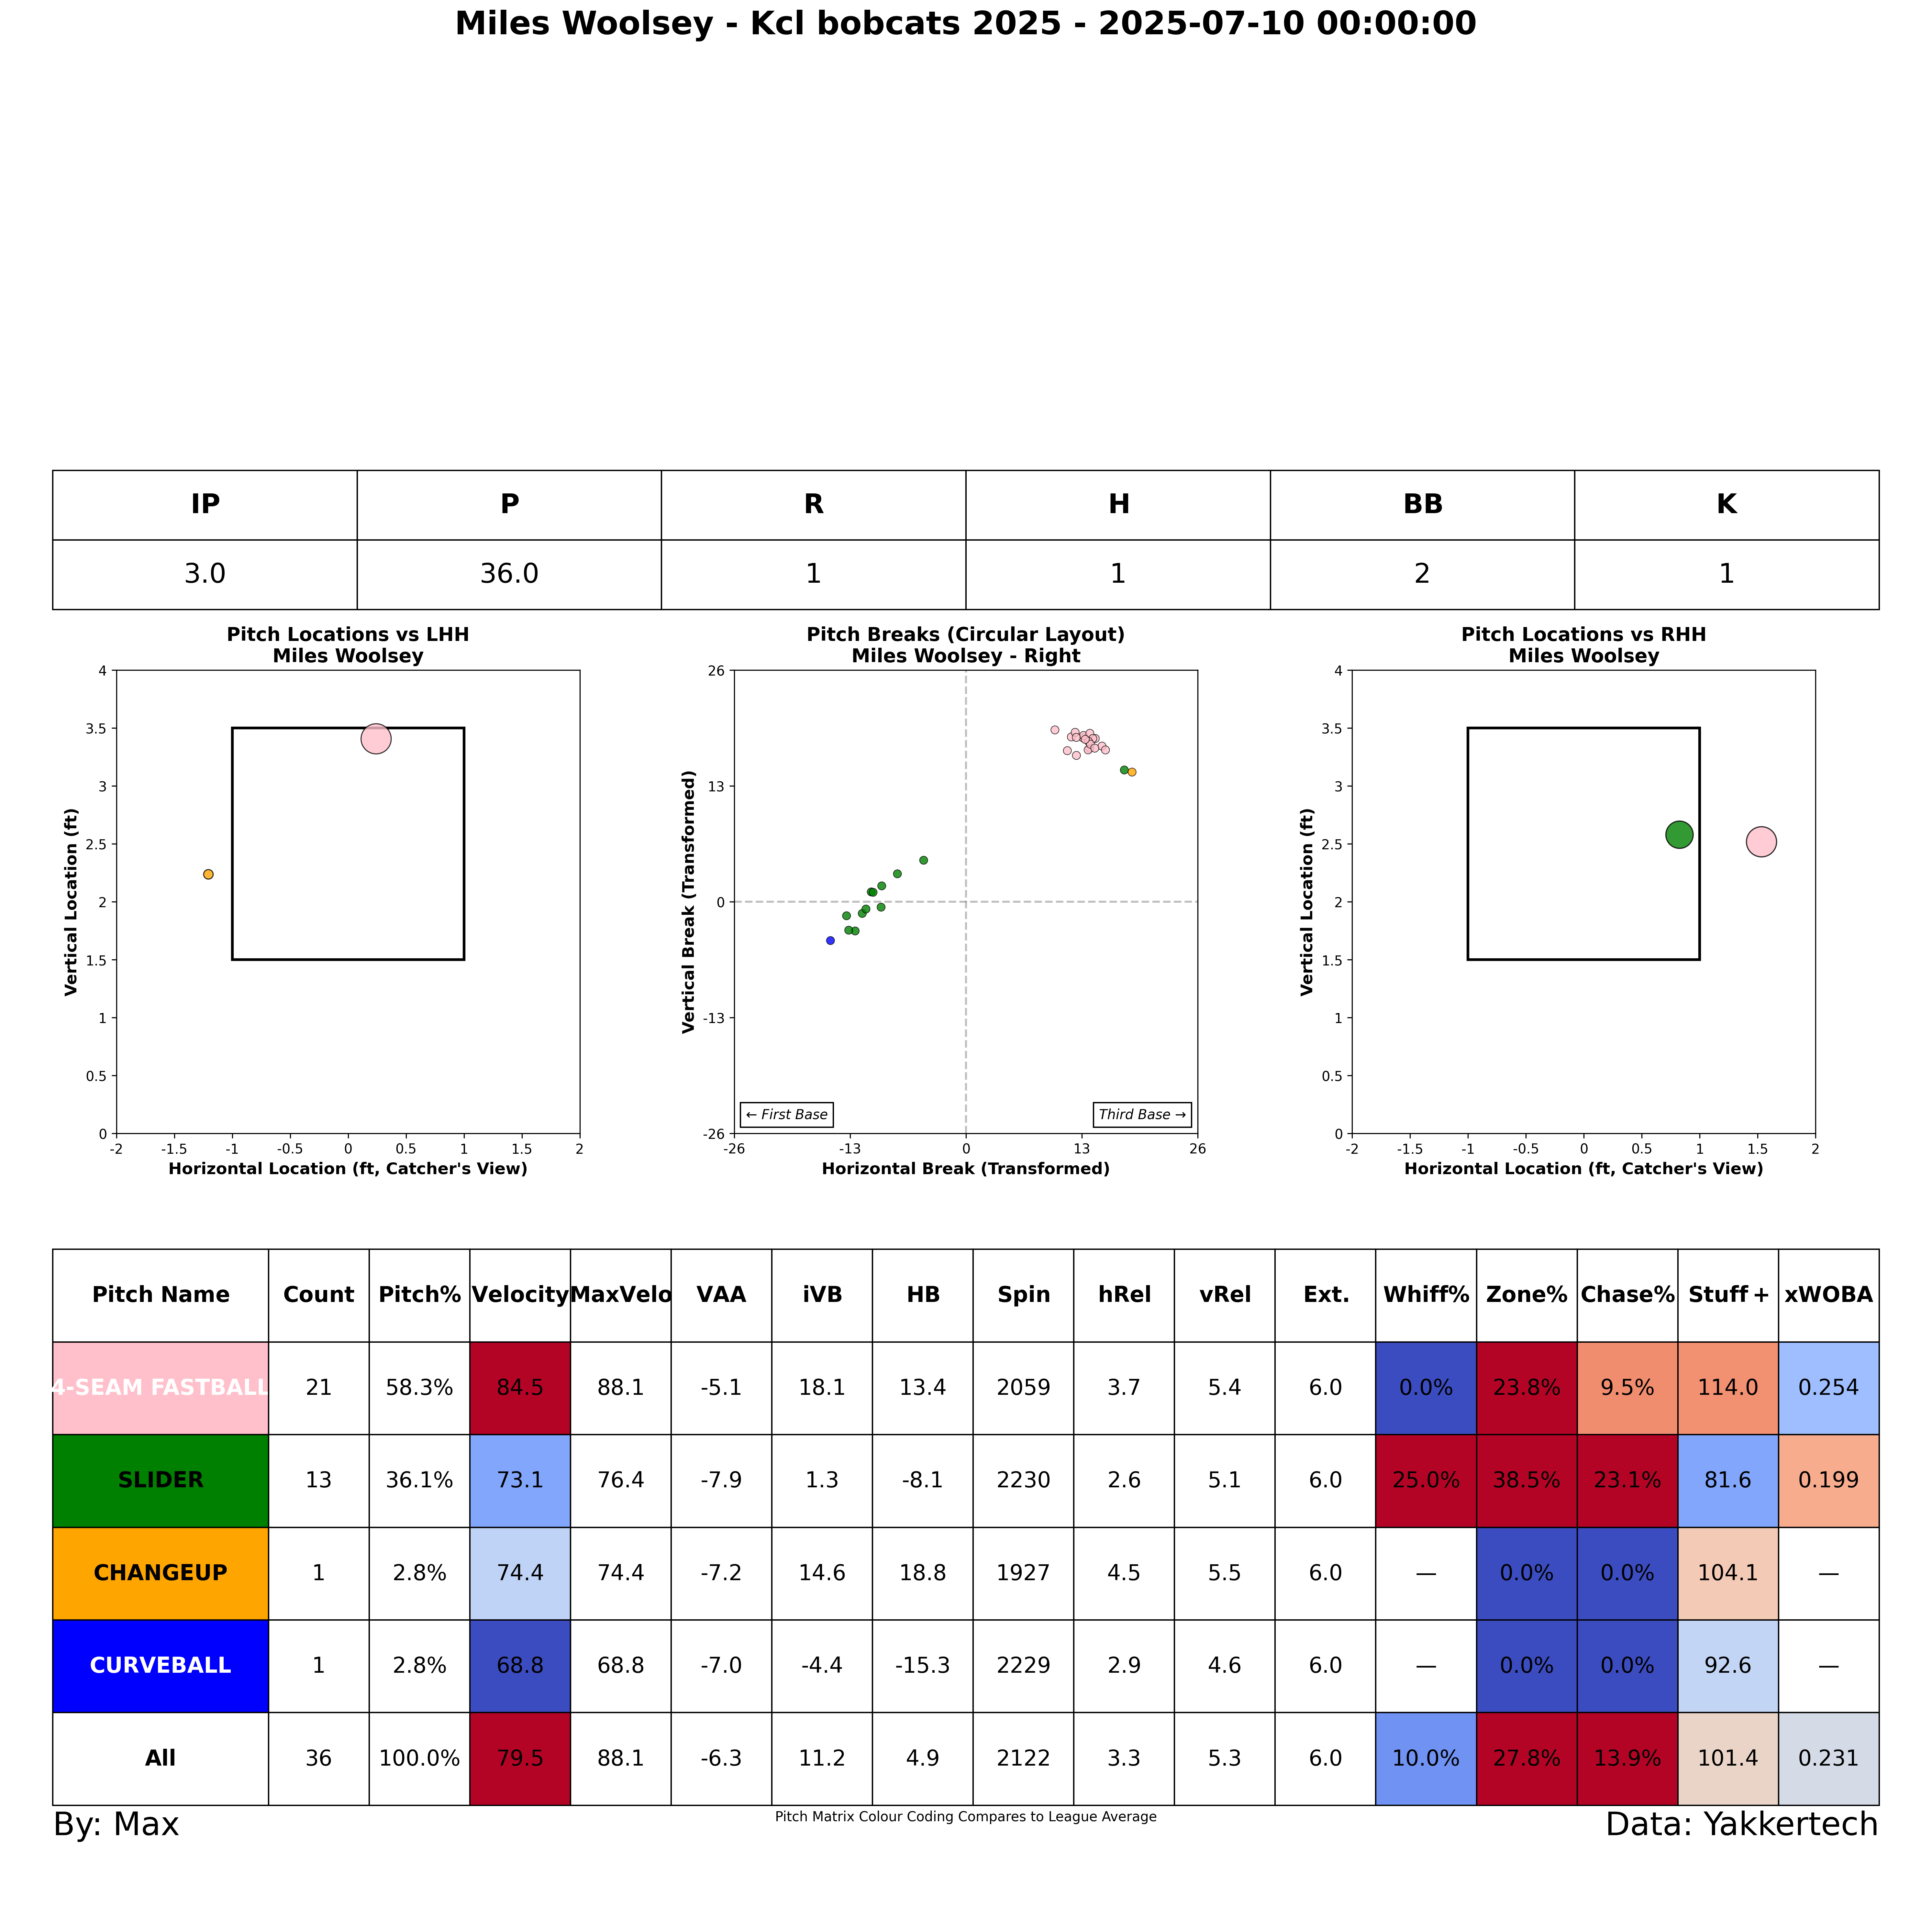 Miles Woolsey - Kcl bobcats 2025 - 2025-07-10 00:00:00
IP P R H BB K
3.0 36.0 1 1 2 1
Pitch Locations vs LHH
Miles Woolsey
4
3.5
3
2.5
2
1.5
1
0.5
0
-2 -1.5 -1 -0.5 0 0.5 1 1.5 2
Vertical Location (ft)
Horizontal Location (ft, Catcher's View)
Pitch Breaks (Circular Layout)
Miles Woolsey - Right
26
13
0
-13
-26
-26 -13 0 13 26
← First Base
Third Base →
Vertical Break (Transformed)
Horizontal Break (Transformed)
Pitch Locations vs RHH
Miles Woolsey
4
3.5
3
2.5
2
1.5
1
0.5
0
-2 -1.5 -1 -0.5 0 0.5 1 1.5 2
Vertical Location (ft)
Horizontal Location (ft, Catcher's View)
Pitch Name Count Pitch% Velocity MaxVelo VAA iVB HB Spin hRel vRel Ext. Whiff% Zone% Chase% Stuff+ xWOBA
4-SEAM FASTBALL 21 58.3% 84.5 88.1 -5.1 18.1 13.4 2059 3.7 5.4 6.0 0.0% 23.8% 9.5% 114.0 0.254
SLIDER 13 36.1% 73.1 76.4 -7.9 1.3 -8.1 2230 2.6 5.1 6.0 25.0% 38.5% 23.1% 81.6 0.199
CHANGEUP 1 2.8% 74.4 74.4 -7.2 14.6 18.8 1927 4.5 5.5 6.0 — 0.0% 0.0% 104.1 —
CURVEBALL 1 2.8% 68.8 68.8 -7.0 -4.4 -15.3 2229 2.9 4.6 6.0 — 0.0% 0.0% 92.6 —
All 36 100.0% 79.5 88.1 -6.3 11.2 4.9 2122 3.3 5.3 6.0 10.0% 27.8% 13.9% 101.4 0.231
By: Max
Pitch Matrix Colour Coding Compares to League Average
Data: Yakkertech